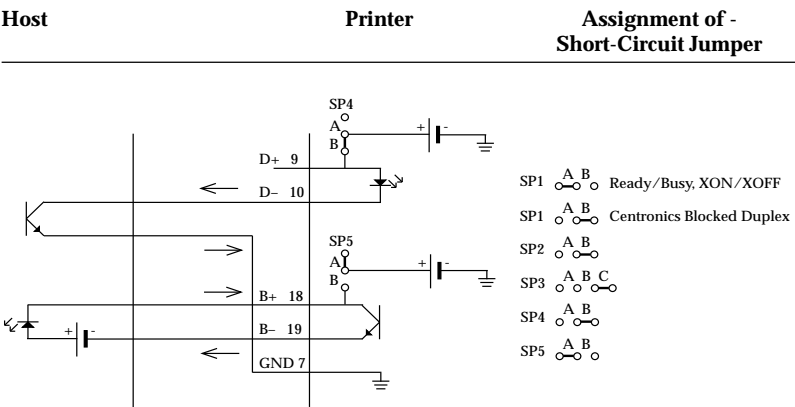 Host Printer Assignment of -
Short-Circuit Jumper
SP4
A
B
+ -
D+ 9
D– 10
SP5
A
B
+ -
B+ 18
B– 19
+ -
GND 7
SP1 A B Ready/Busy, XON/XOFF
SP1 A B Centronics Blocked Duplex
SP2 A B
SP3 A B C
SP4 A B
SP5 A B